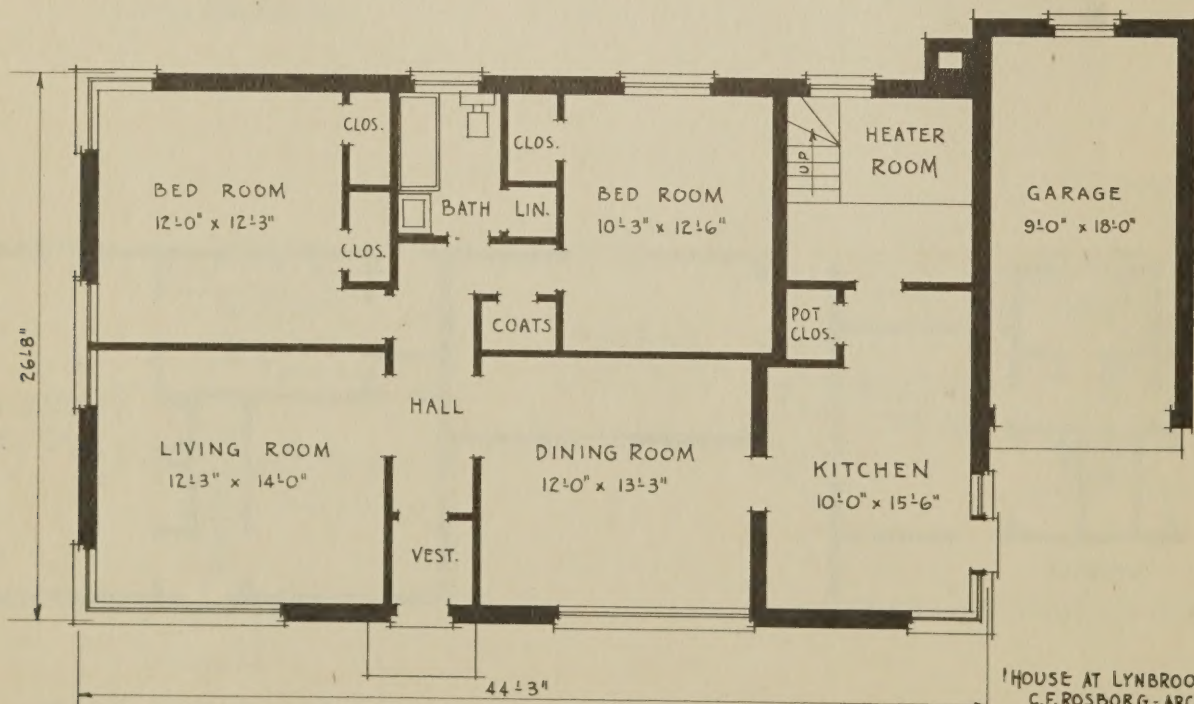 CLOS.
CLOS.
HEATER
ROOM
UP
BED ROOM
12'-0" x 12'-3"
BATH
LIN.
BED ROOM
10'-3" x 12'-6"
GARAGE
9'-0" x 18'-0"
CLOS.
COATS
POT
CLOS.
26'-8"
HALL
LIVING ROOM
12'-3" x 14'-0"
DINING ROOM
12'-0" x 13'-3"
KITCHEN
10'-0" x 15'-6"
VEST.
44'-3"
HOUSE AT LYNBROO
C.F. ROSBORG - ARC